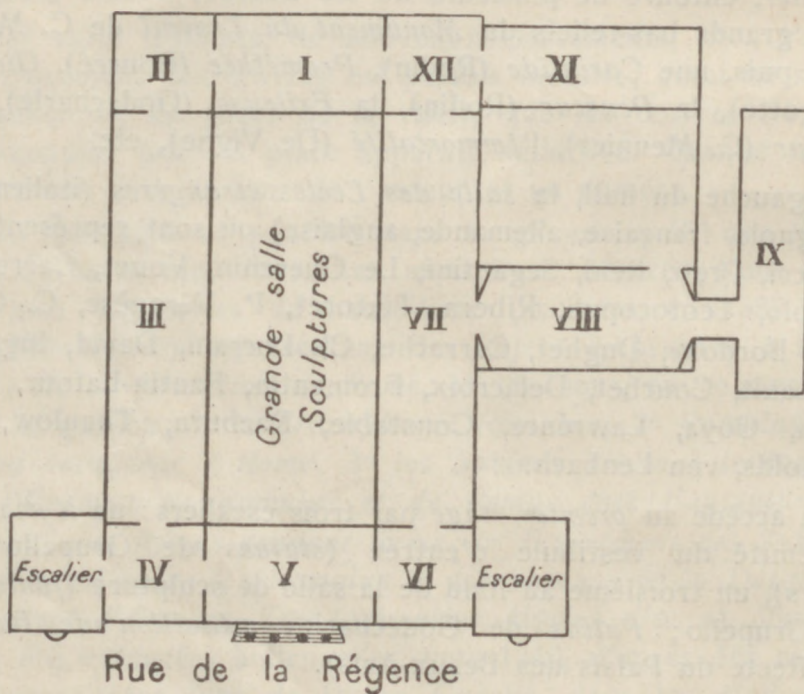 II I XII XI
IX
III Grande salle VII VIII
Sculptures
Escalier IV V VI Escalier
Rue de la Régence